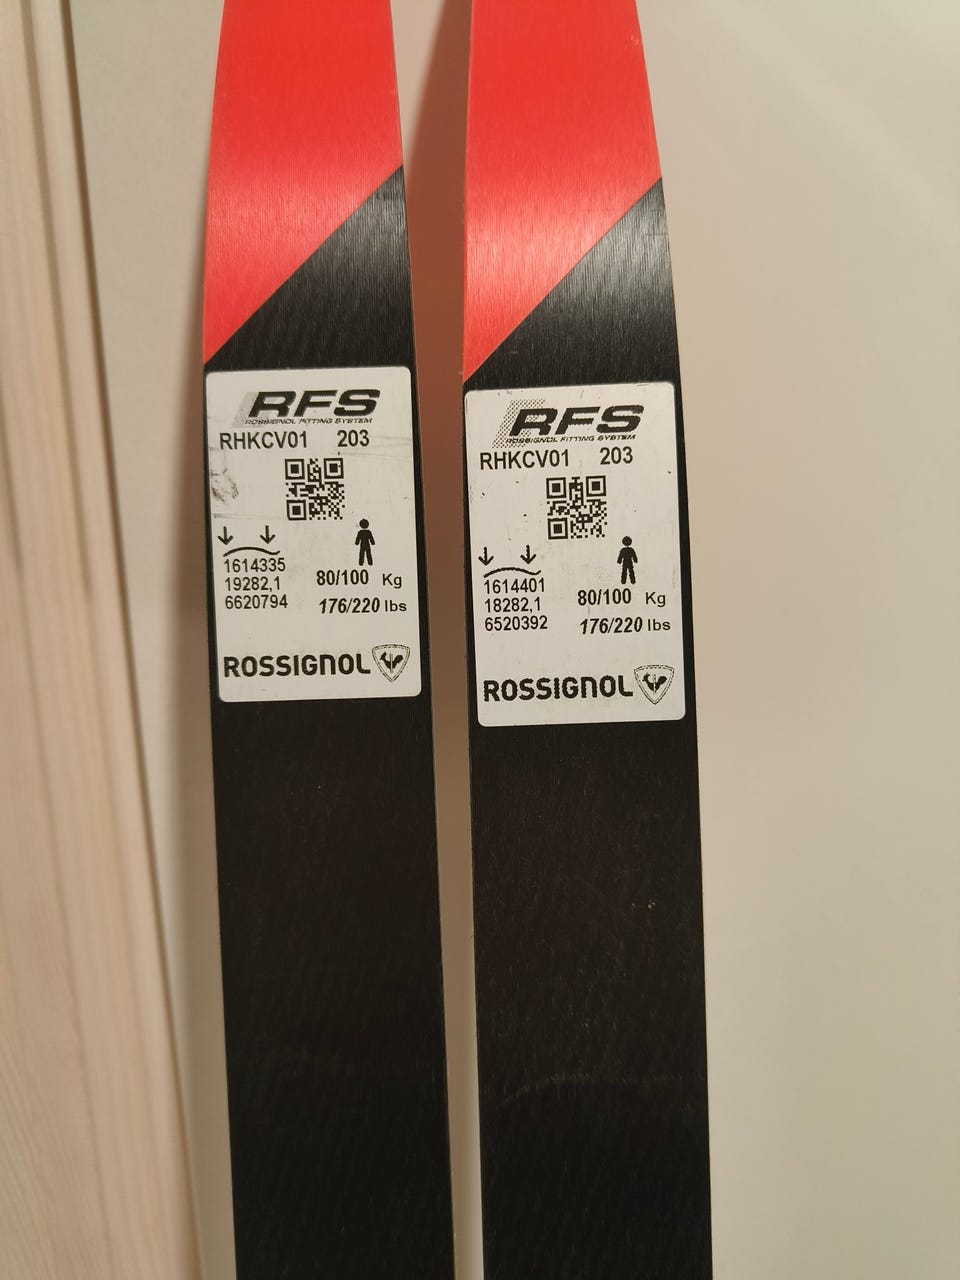 RFS
ROSSIGNOL FITTING SYSTEM
RHKCV01 203
1614335
19282,1
6620794
80/100 Kg
176/220 lbs
ROSSIGNOL
RFS
ROSSIGNOL FITTING SYSTEM
RHKCV01 203
1614401
18282,1
6520392
80/100 Kg
176/220 lbs
ROSSIGNOL